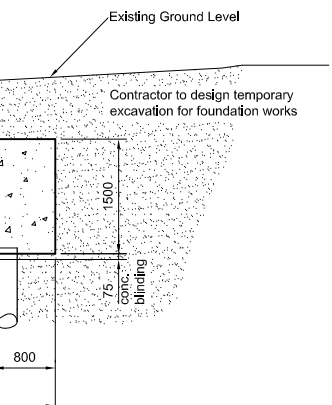 Existing Ground Level
Contractor to design temporary
excavation for foundation works
1500
75
conc.
blinding
800